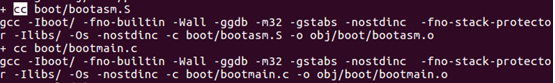 + cc boot/bootasm.S
gcc -Iboot/ -fno-builtin -Wall -ggdb -m32 -gstabs -nostdinc  -fno-stack-protecto
r -Ilibs/ -Os -nostdinc -c boot/bootasm.S -o obj/boot/bootasm.o
+ cc boot/bootmain.c
gcc -Iboot/ -fno-builtin -Wall -ggdb -m32 -gstabs -nostdinc  -fno-stack-protecto
r -Ilibs/ -Os -nostdinc -c boot/bootmain.c -o obj/boot/bootmain.o